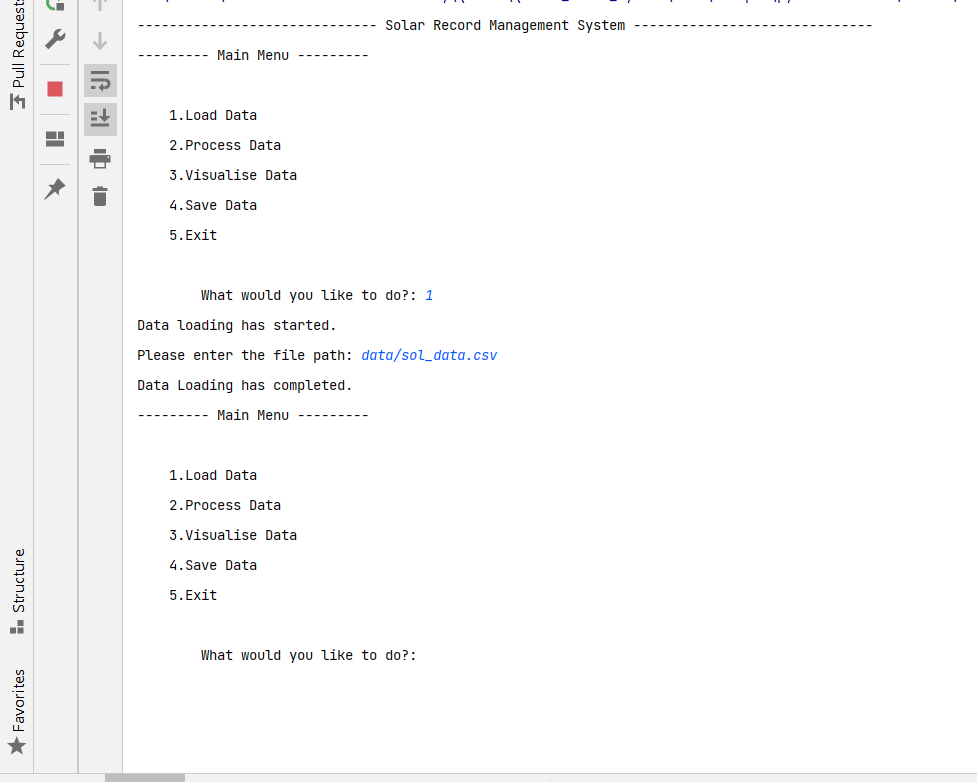 ---------------------------- Solar Record Management System ----------------------------
--------- Main Menu ---------
1.Load Data
2.Process Data
3.Visualise Data
4.Save Data
5.Exit
What would you like to do?: 1
Data loading has started.
Please enter the file path: data/sol_data.csv
Data Loading has completed.
--------- Main Menu ---------
1.Load Data
2.Process Data
3.Visualise Data
4.Save Data
5.Exit
What would you like to do?:
Pull Requests
Structure
Favorites